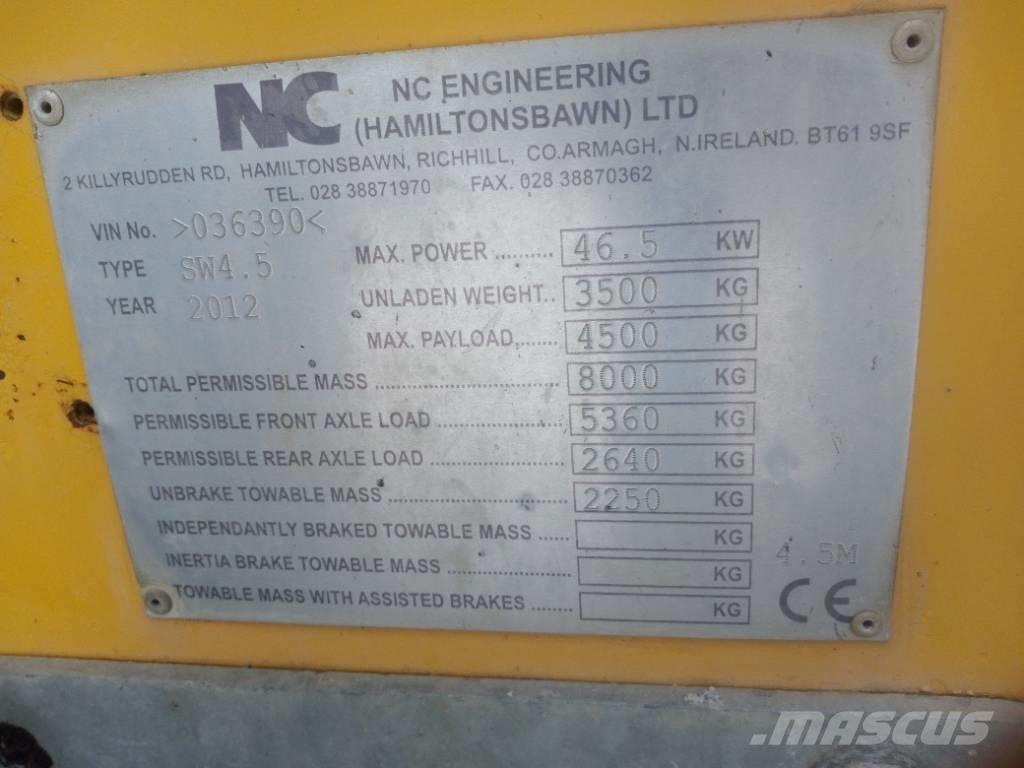 NC NC ENGINEERING
(HAMILTONSBAWN) LTD
2 KILLYRUDDEN RD, HAMILTONSBAWN, RICHHILL, CO.ARMAGH, N.IRELAND. BT61 9SF
TEL. 028 38871970 FAX. 028 38870362
VIN No. >036390<
TYPE SW4.5
YEAR 2012
MAX. POWER .......... 46.5 KW
UNLADEN WEIGHT.. 3500 KG
MAX. PAYLOAD,....... 4500 KG
TOTAL PERMISSIBLE MASS ................................ 8000 KG
PERMISSIBLE FRONT AXLE LOAD ....................... 5360 KG
PERMISSIBLE REAR AXLE LOAD ........................ 2640 KG
UNBRAKE TOWABLE MASS ................................ 2250 KG
INDEPENDANTLY BRAKED TOWABLE MASS ...... KG
INERTIA BRAKE TOWABLE MASS ...................... KG
TOWABLE MASS WITH ASSISTED BRAKES ........ KG
4.5M
CE
MASCUS